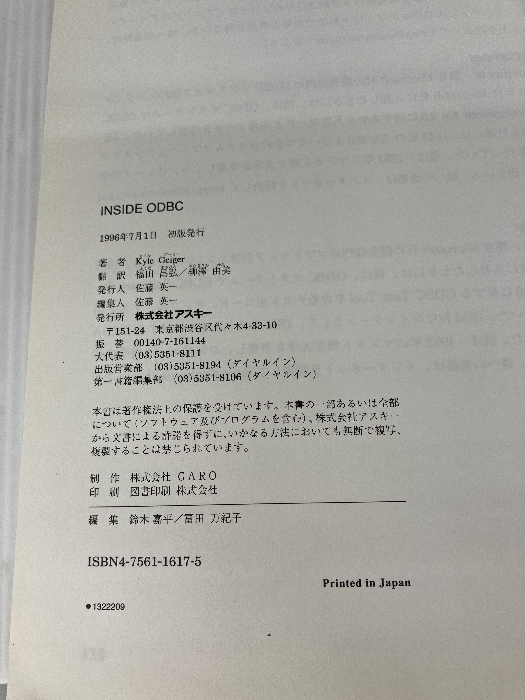 INSIDE ODBC
1996年7月1日 初版発行
著 者 Kyle Geiger
翻 訳 福田 昌弘／ 由美
発行人 佐藤 英一
編集人 佐藤 英一
発行所 株式会社アスキー
〒151-24 東京都渋谷区代々木4-33-10
振 替 00140-7-161144
大代表 (03)5351-8111
出版営業部 (03)5351-8194 (ダイヤルイン)
第一書籍編集部 (03)5351-8106 (ダイヤルイン)
本書は著作権法上の保護を受けています。本書の一部あるいは全部
について(ソフトウェア及びプログラムを含む)、株式会社アスキー
から文書による許諾を得ずに、いかなる方法においても無断で複写、
複製することは禁じられています。
制 作 株式会社 GARO
印 刷 図書印刷 株式会社
編 集 鈴木 嘉平／富田 万紀子
ISBN4-7561-1617-5
Printed in Japan
●1322209